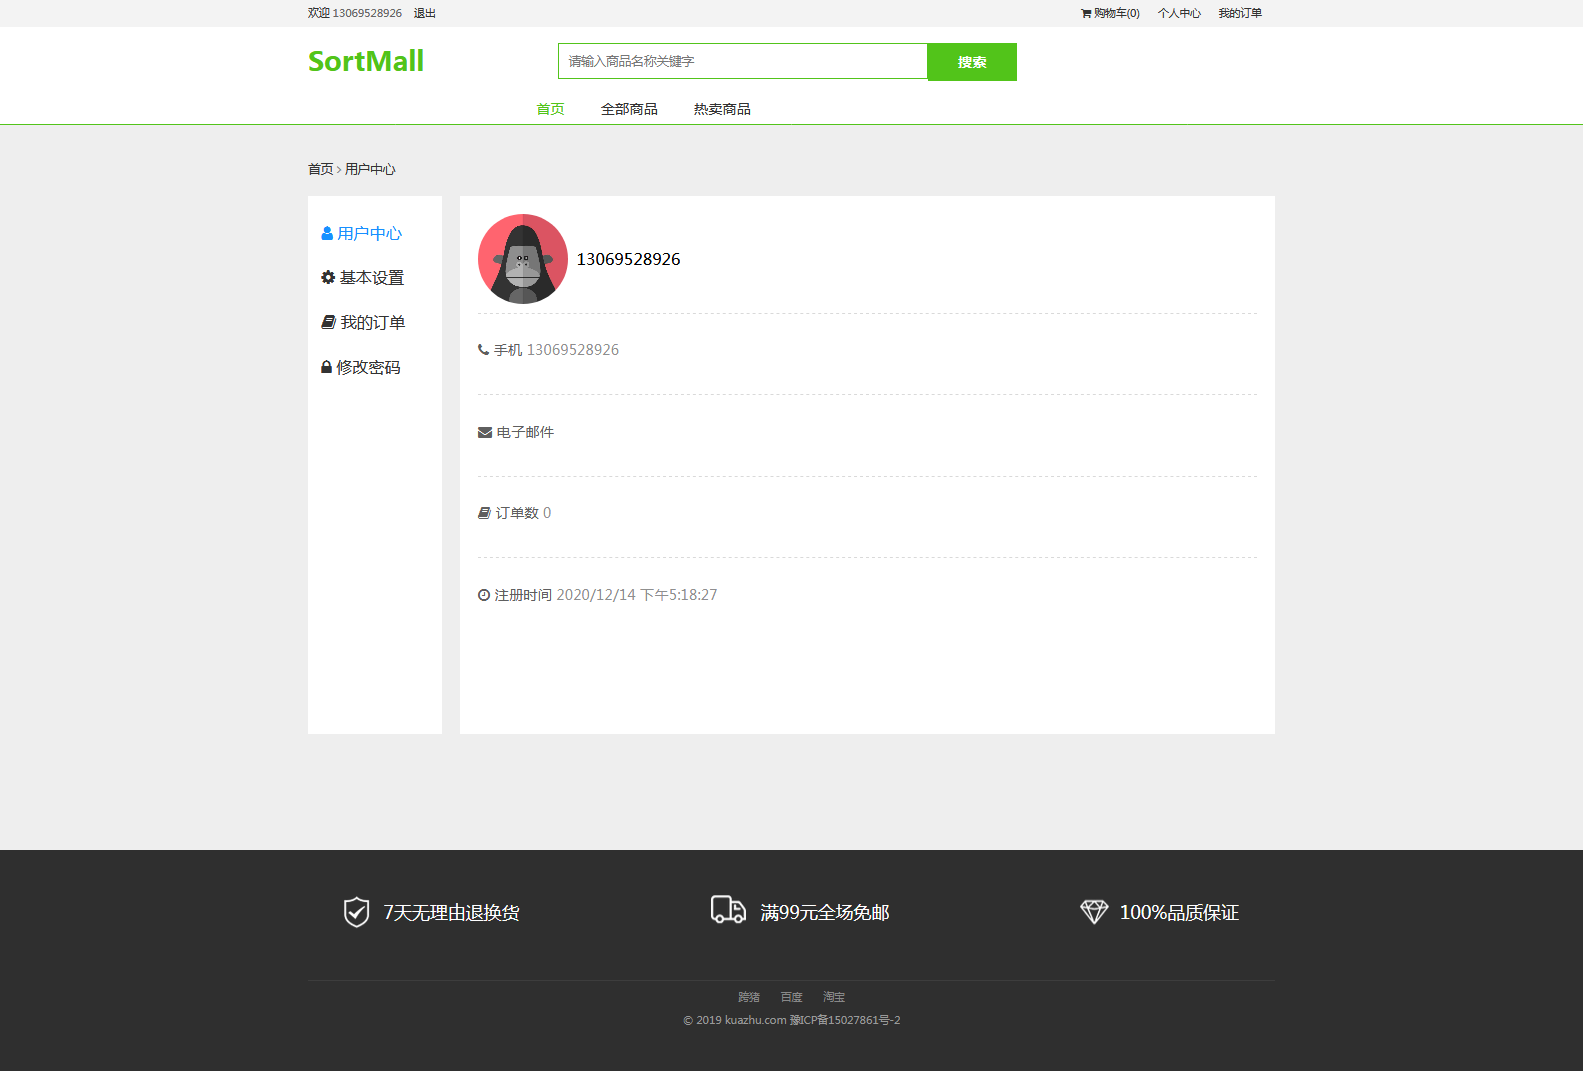 欢迎 13069528926 退出 购物车(0) 个人中心 我的订单
SortMall 请输入商品名称关键字 搜索
首页 全部商品 热卖商品
首页 > 用户中心
用户中心
基本设置
我的订单
修改密码
13069528926
手机 13069528926
电子邮件
订单数 0
注册时间 2020/12/14 下午5:18:27
7天无理由退换货 满99元全场免邮 100%品质保证
跨猪 百度 淘宝
© 2019 kuazhu.com 豫ICP备15027861号-2